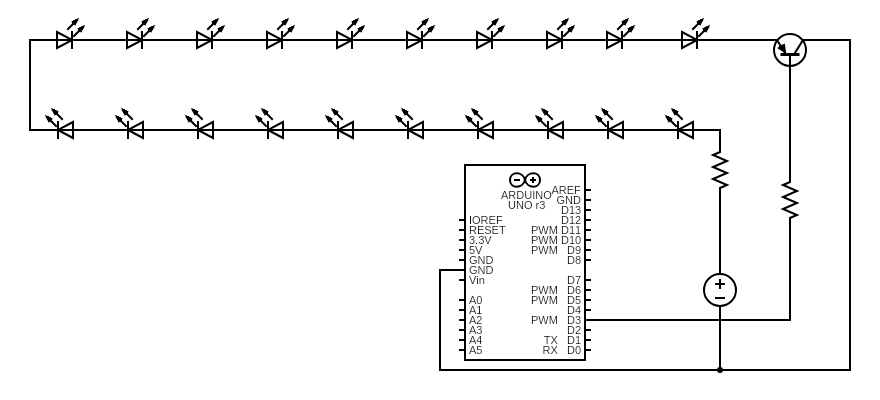 ARDUINO
UNO r3
AREF
GND
D13
IOREF D12
RESET PWM D11
3.3V PWM D10
5V PWM D9
GND D8
GND
Vin D7
PWM D6
A0 PWM D5
A1 D4
A2 PWM D3
A3 D2
A4 TX D1
A5 RX D0